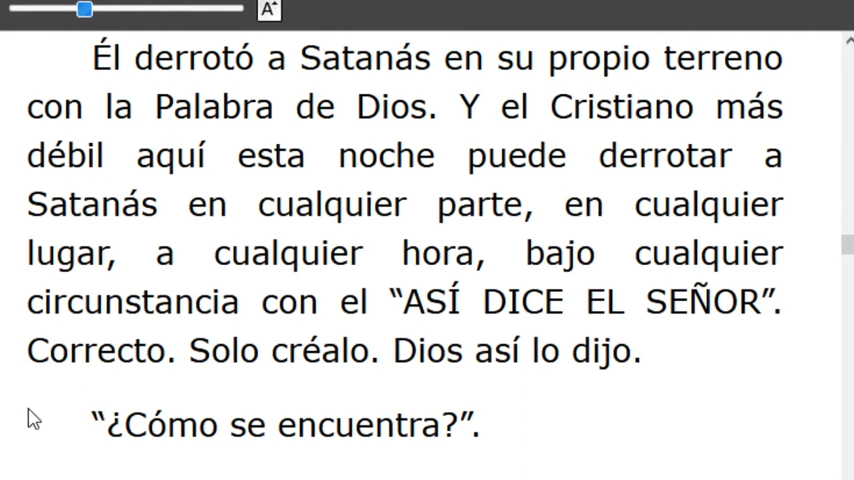 A
Él derrotó a Satanás en su propio terreno
con la Palabra de Dios. Y el Cristiano más
débil aquí esta noche puede derrotar a
Satanás en cualquier parte, en cualquier
lugar, a cualquier hora, bajo cualquier
circunstancia con el “ASÍ DICE EL SEÑOR”.
Correcto. Solo créalo. Dios así lo dijo.
“¿Cómo se encuentra?”.